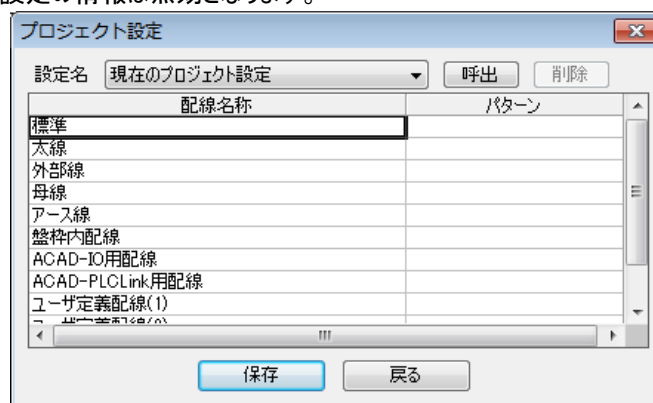 設定の情報は無効となります。
プロジェクト設定
設定名 現在のプロジェクト設定 呼出 削除
配線名称 パターン
標準
太線
外部線
母線
アース線
盤枠内配線
ACAD-IO用配線
ACAD-PLCLink用配線
ユーザ定義配線(1)
保存 戻る